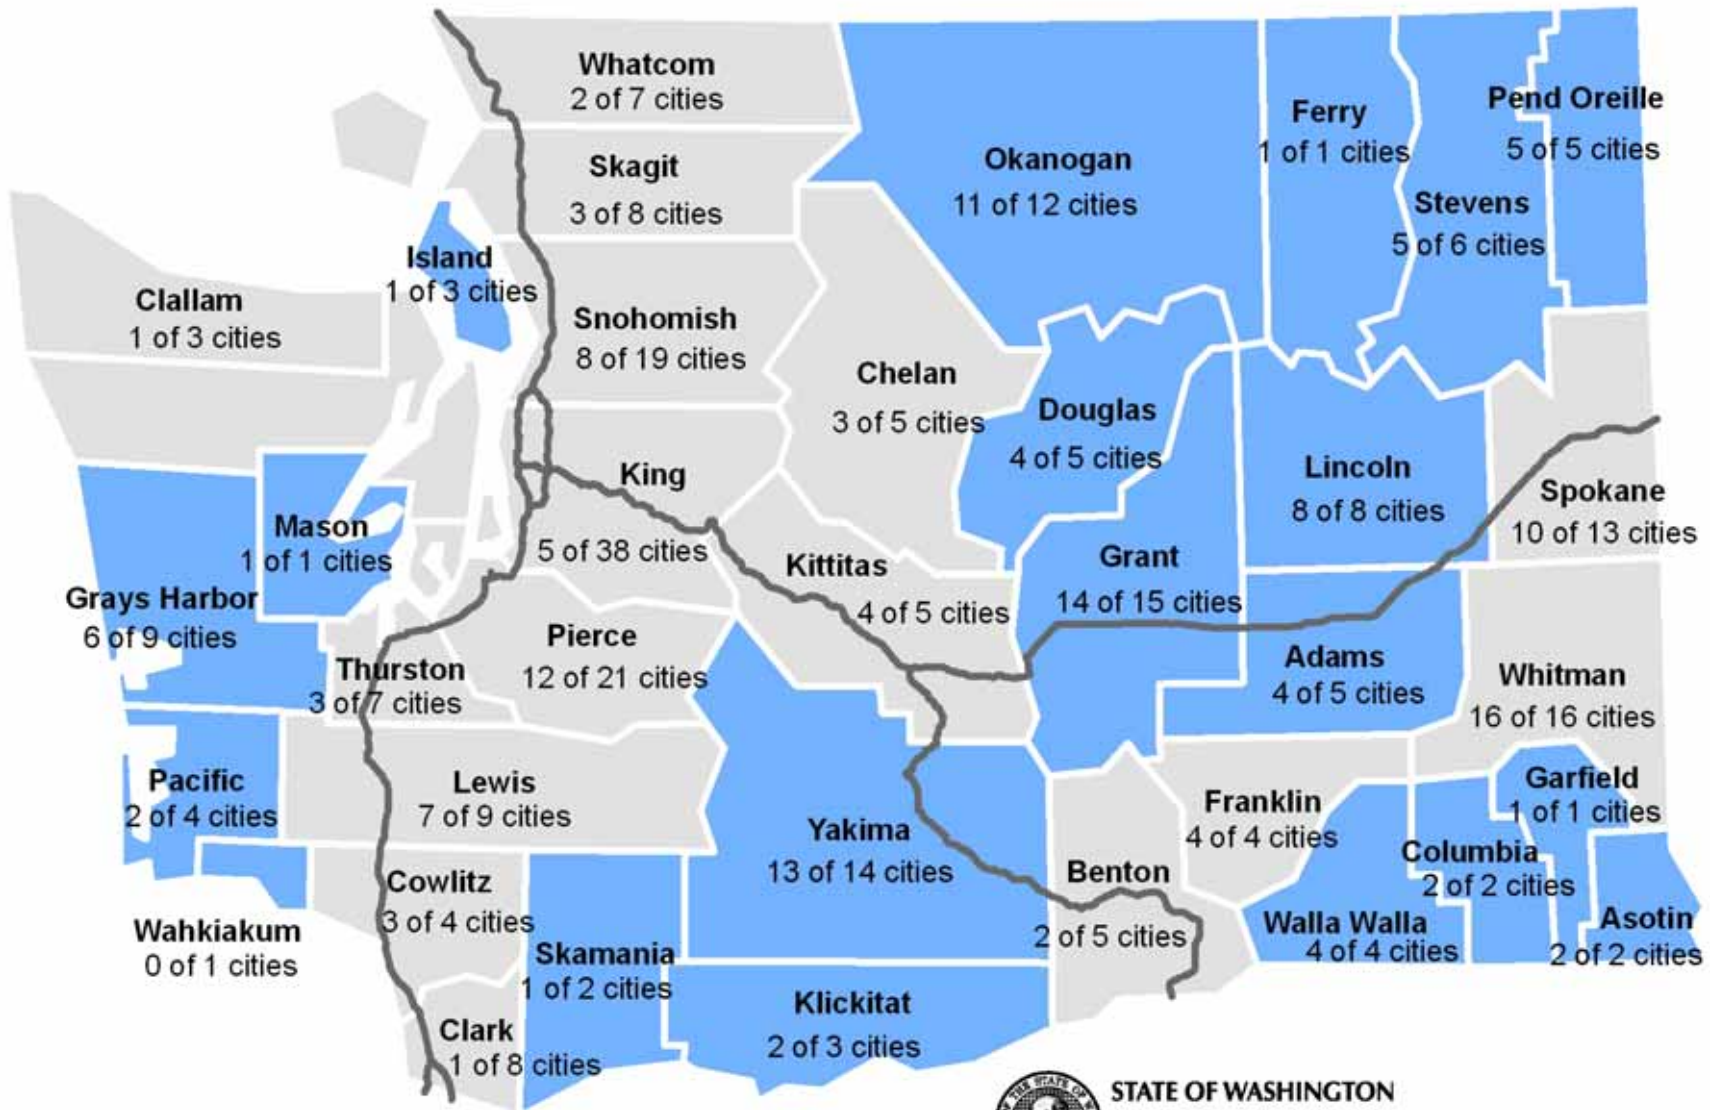 Whatcom
2 of 7 cities
Skagit
3 of 8 cities
Island
1 of 3 cities
Clallam
1 of 3 cities
Snohomish
8 of 19 cities
Okanogan
11 of 12 cities
Ferry
1 of 1 cities
Pend Oreille
5 of 5 cities
Stevens
5 of 6 cities
Chelan
3 of 5 cities
Douglas
4 of 5 cities
King
5 of 38 cities
Lincoln
8 of 8 cities
Spokane
10 of 13 cities
Mason
1 of 1 cities
Grays Harbor
6 of 9 cities
Kittitas
4 of 5 cities
Grant
14 of 15 cities
Pierce
12 of 21 cities
Thurston
3 of 7 cities
Adams
4 of 5 cities
Whitman
16 of 16 cities
Pacific
2 of 4 cities
Lewis
7 of 9 cities
Yakima
13 of 14 cities
Benton
2 of 5 cities
Franklin
4 of 4 cities
Garfield
1 of 1 cities
Columbia
2 of 2 cities
Walla Walla
4 of 4 cities
Asotin
2 of 2 cities
Wahkiakum
0 of 1 cities
Cowlitz
3 of 4 cities
Skamania
1 of 2 cities
Klickitat
2 of 3 cities
Clark
1 of 8 cities
STATE OF WASHINGTON